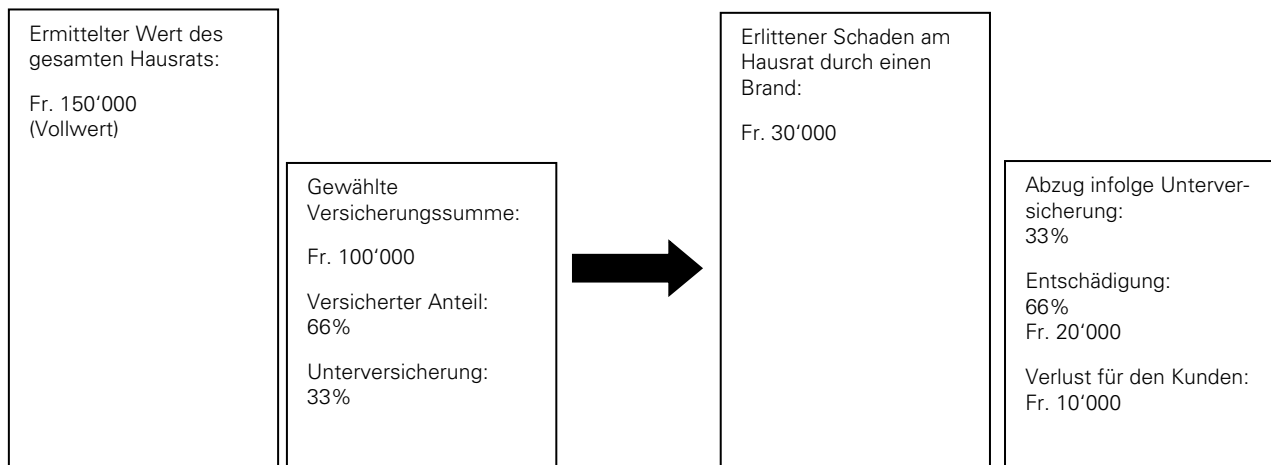 Ermittelter Wert des
gesamten Hausrats:
Fr. 150‘000
(Vollwert)
Gewählte
Versicherungssumme:
Fr. 100‘000
Versicherter Anteil:
66%
Unterversicherung:
33%
Erlittener Schaden am
Hausrat durch einen
Brand:
Fr. 30‘000
Abzug infolge Unterver-
sicherung:
33%
Entschädigung:
66%
Fr. 20‘000
Verlust für den Kunden:
Fr. 10‘000